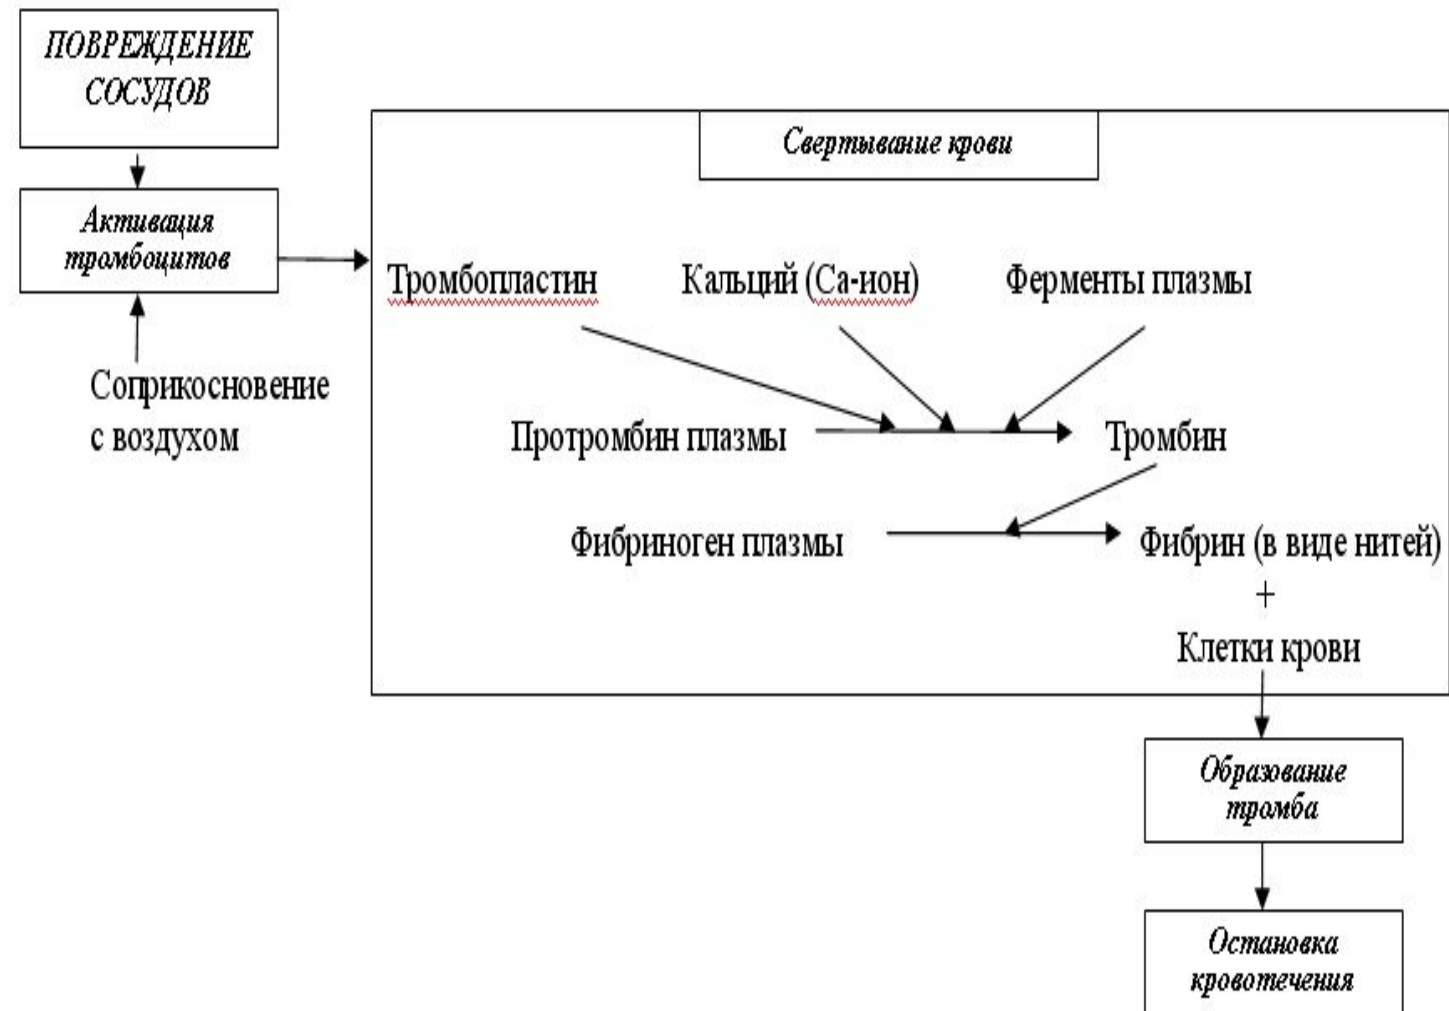 ПОВРЕЖДЕНИЕ
СОСУДОВ
Активация
тромбоцитов
Соприкосновение
с воздухом
Свертывание крови
Тромбопластин
Кальций (Ca-ион)
Ферменты плазмы
Протромбин плазмы
Тромбин
Фибриноген плазмы
Фибрин (в виде нитей)
+
Клетки крови
Образование
тромба
Остановка
кровотечения